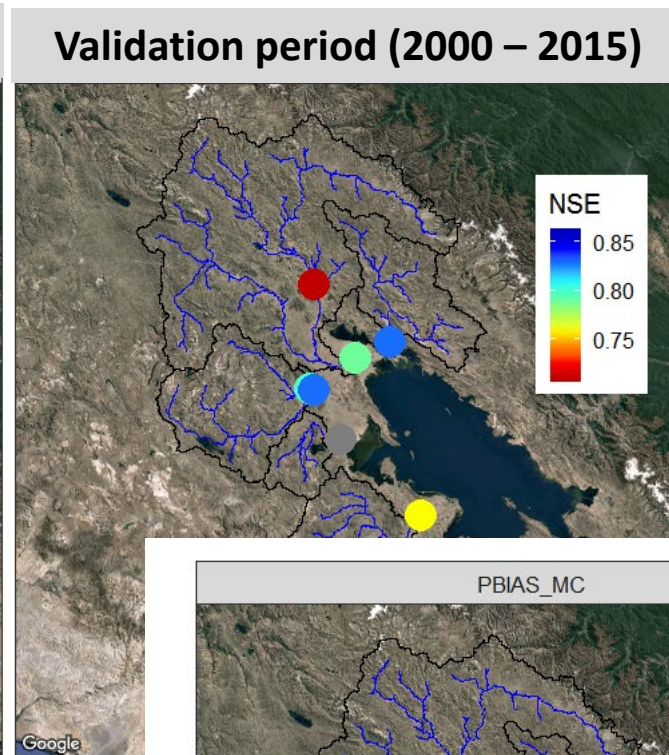 Validation period (2000 – 2015)
NSE
0.85
0.80
0.75
PBIAS_MC
Google